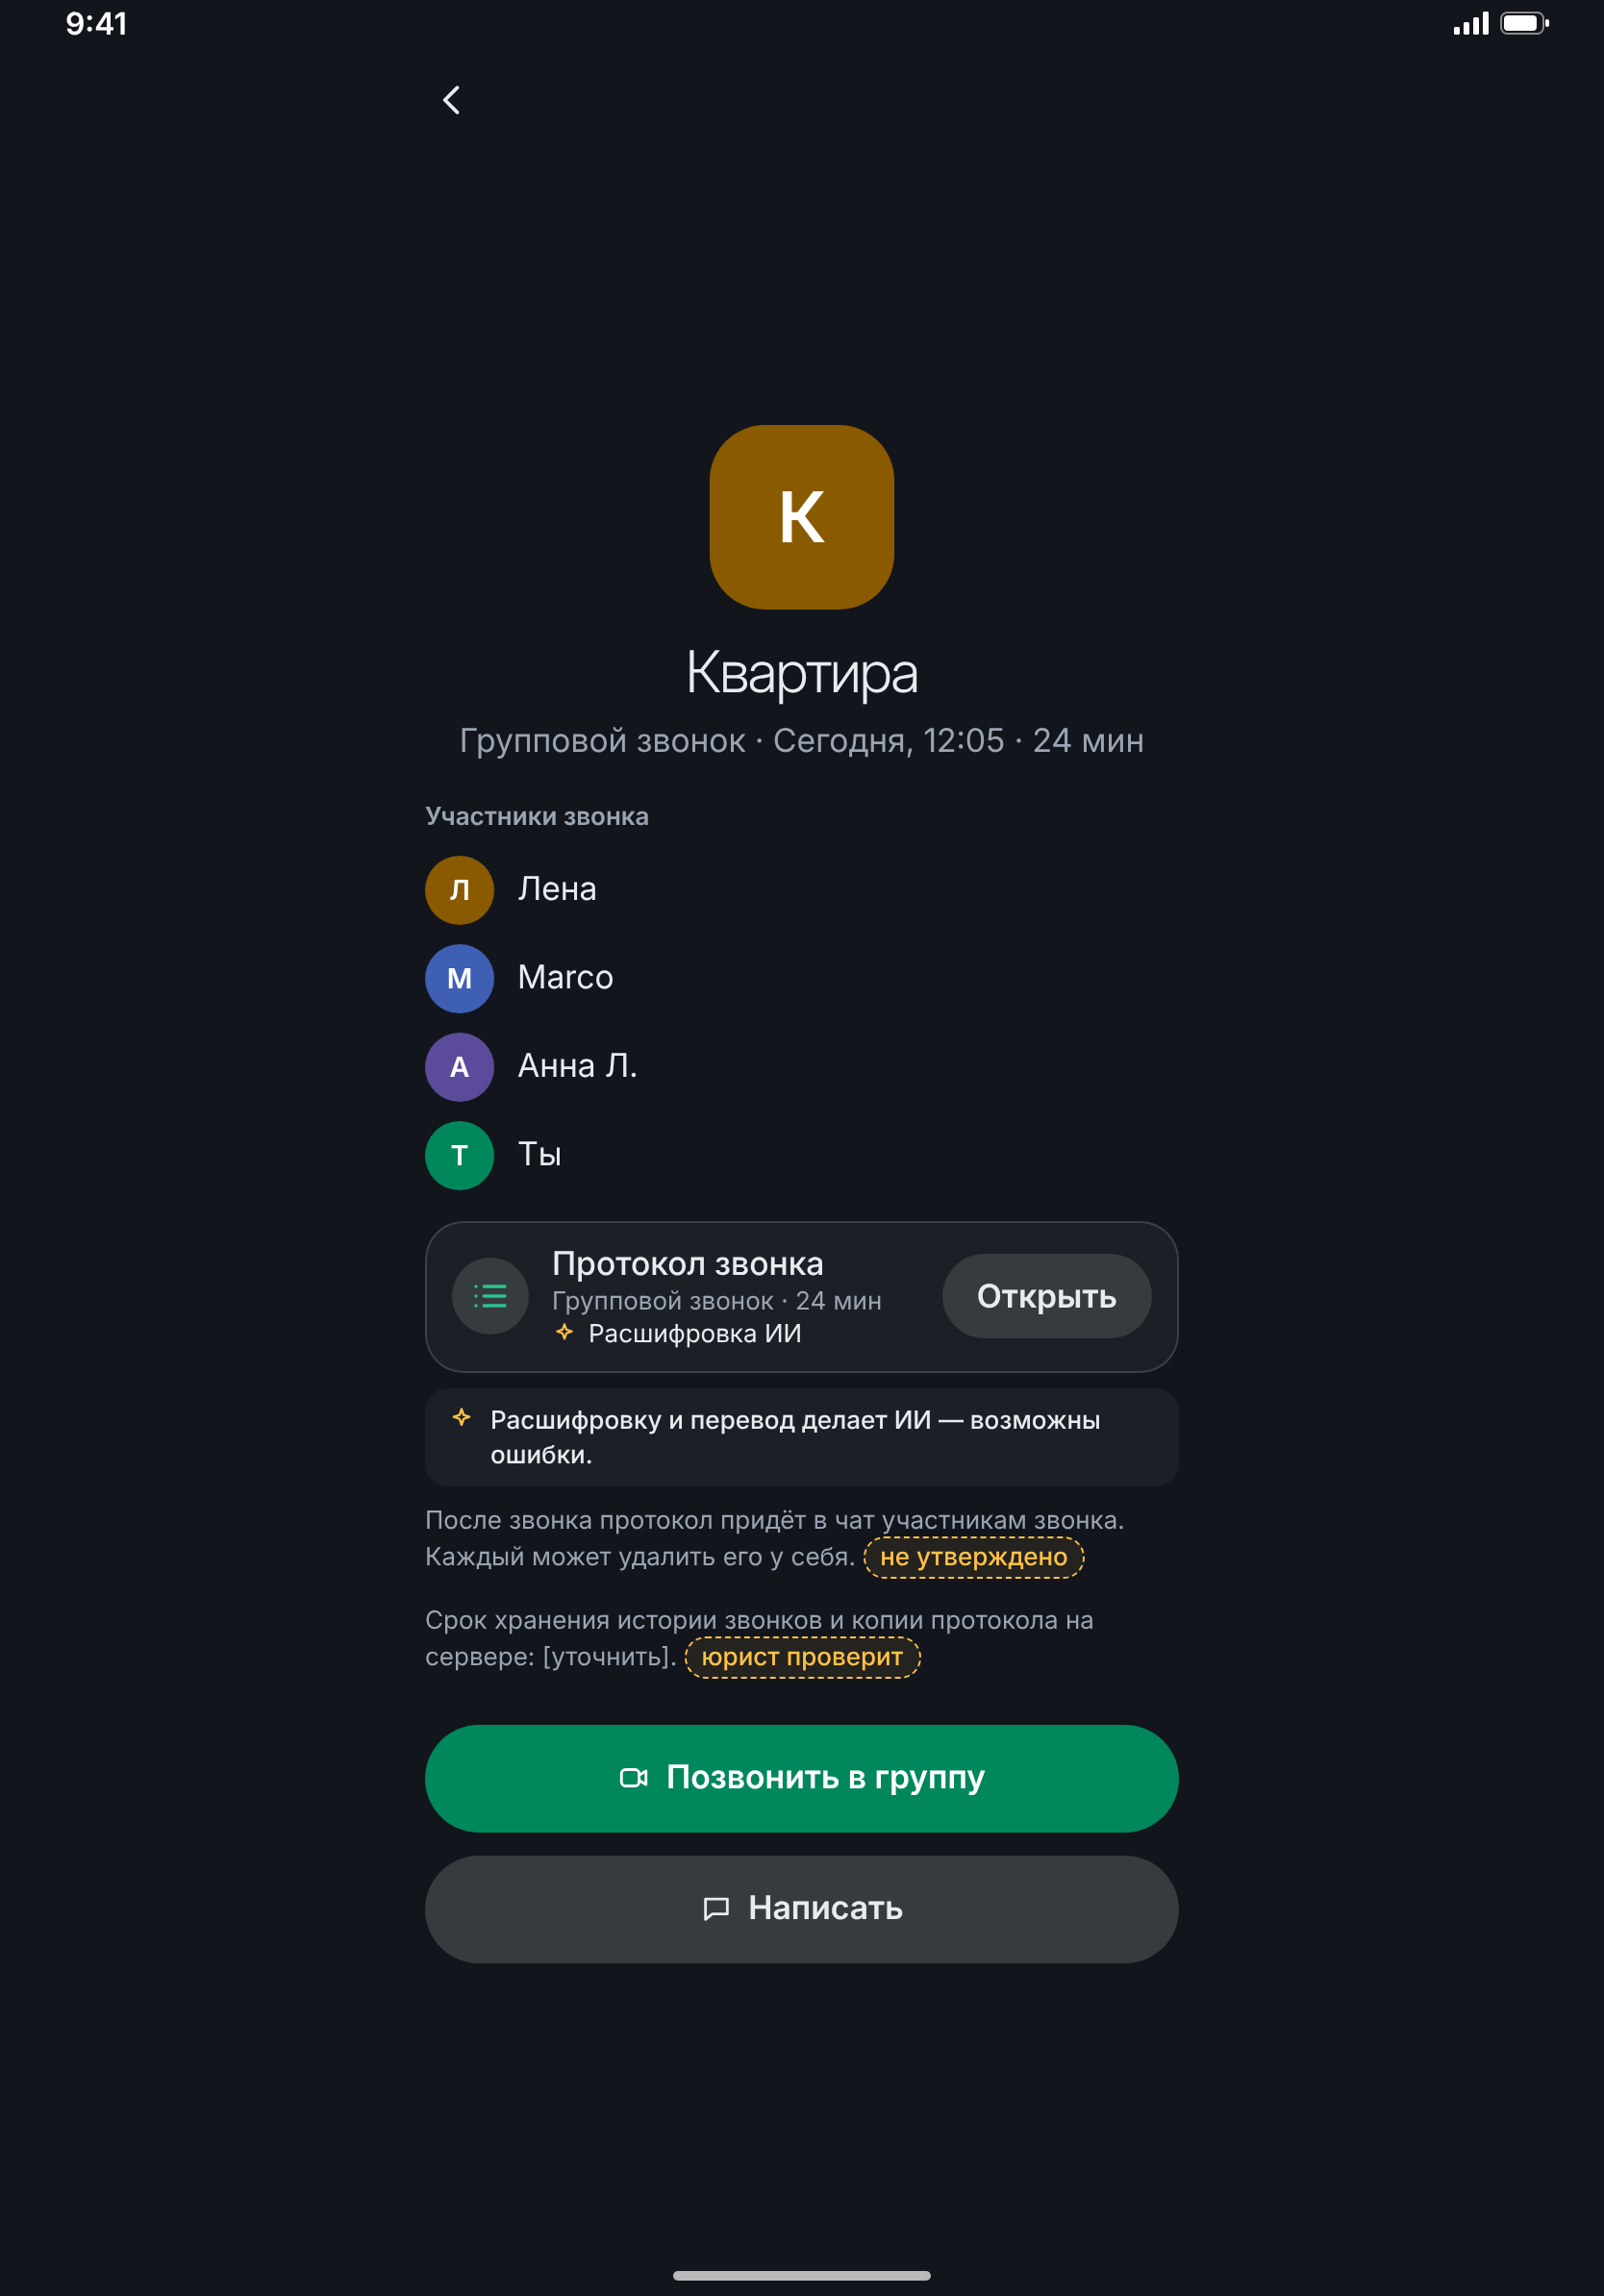 9:41
К
Квартира
Групповой звонок · Сегодня, 12:05 · 24 мин
Участники звонка
Л Лена
M Marco
А Анна Л.
Т Ты
Протокол звонка
Групповой звонок · 24 мин
Расшифровка ИИ
Открыть
Расшифровку и перевод делает ИИ — возможны
ошибки.
После звонка протокол придёт в чат участникам звонка.
Каждый может удалить его у себя. не утверждено
Срок хранения истории звонков и копии протокола на
сервере: [уточнить]. юрист проверит
Позвонить в группу
Написать